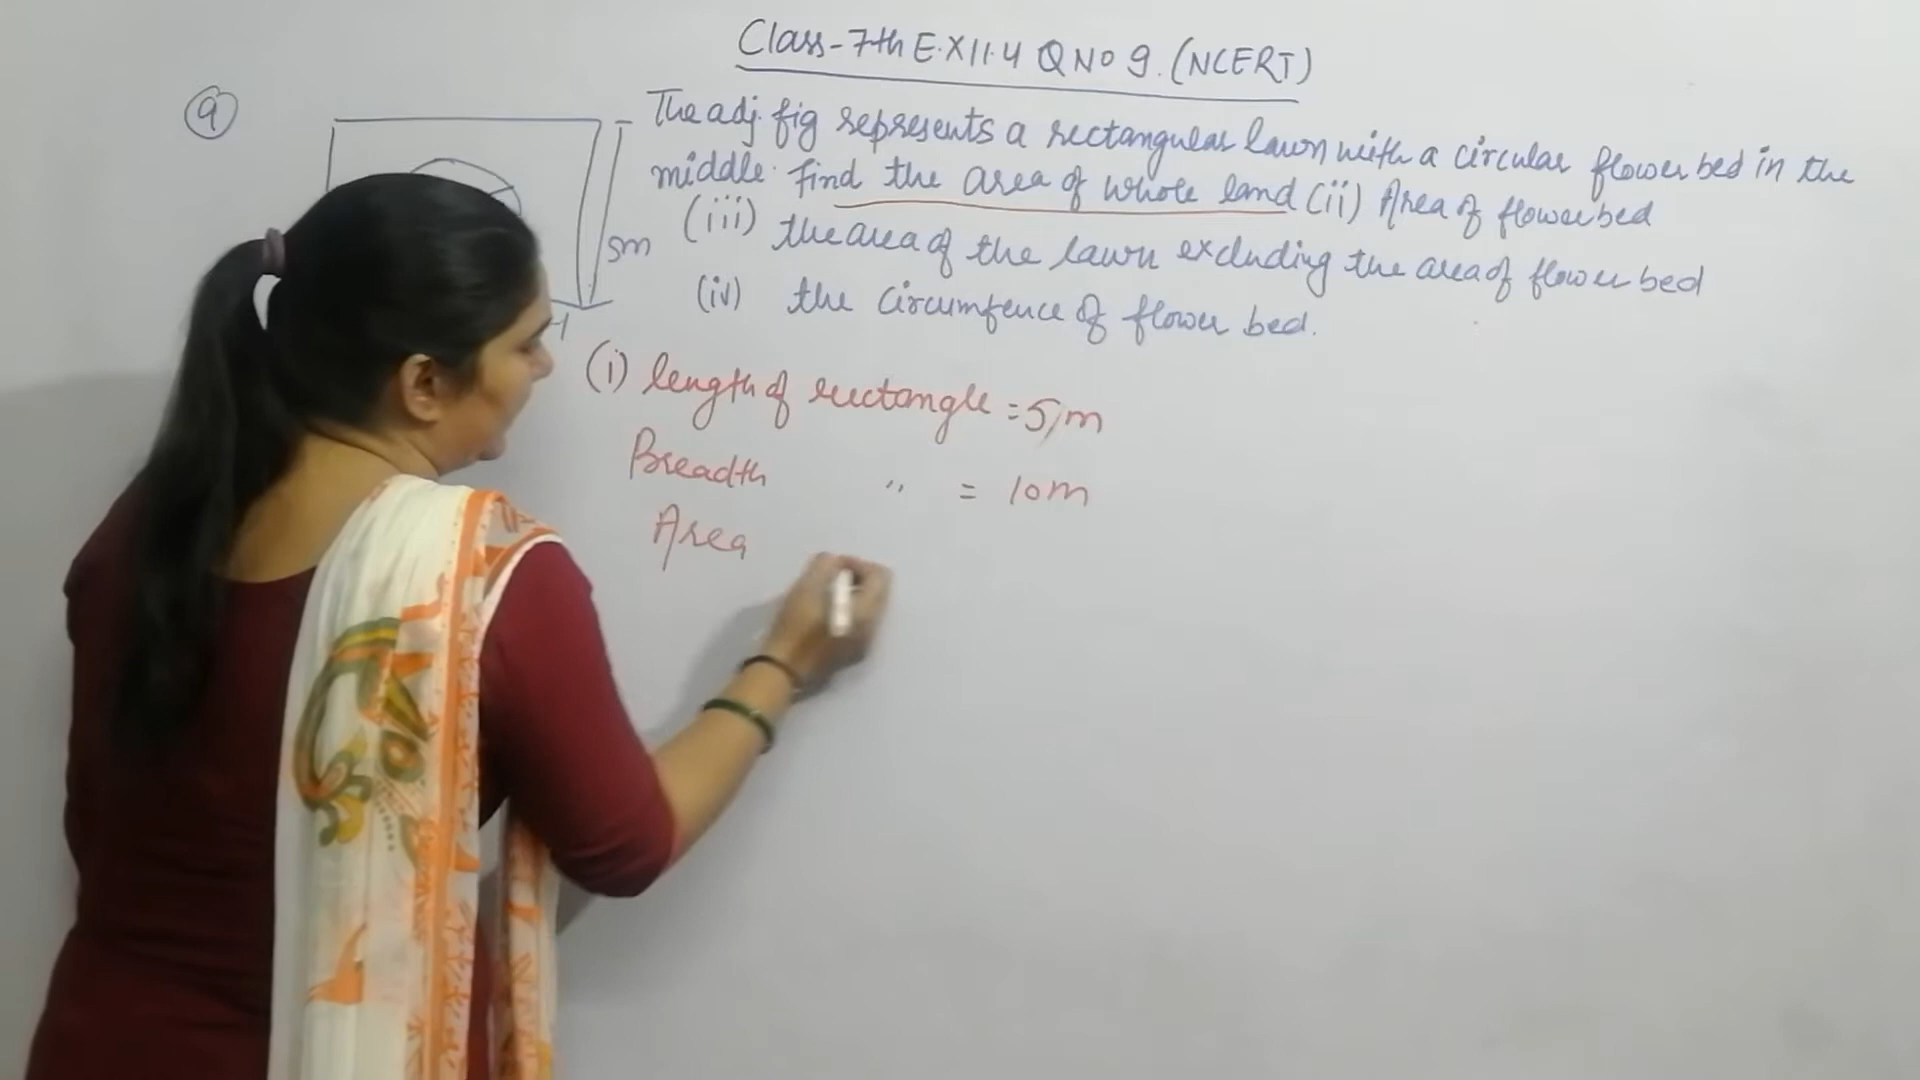 Class-7th E.X11.4 Q No 9. (NCERT)
9
The adj. fig represents a rectangular lawn with a circular flower bed in the
middle. find the area of whole land (ii) Area of flower bed
(iii) the area of the lawn excluding the area of flower bed
5m
(iv) the Circumfence of flower bed.
(i) length of rectangle = 5m
Breadth " = 10m
Area